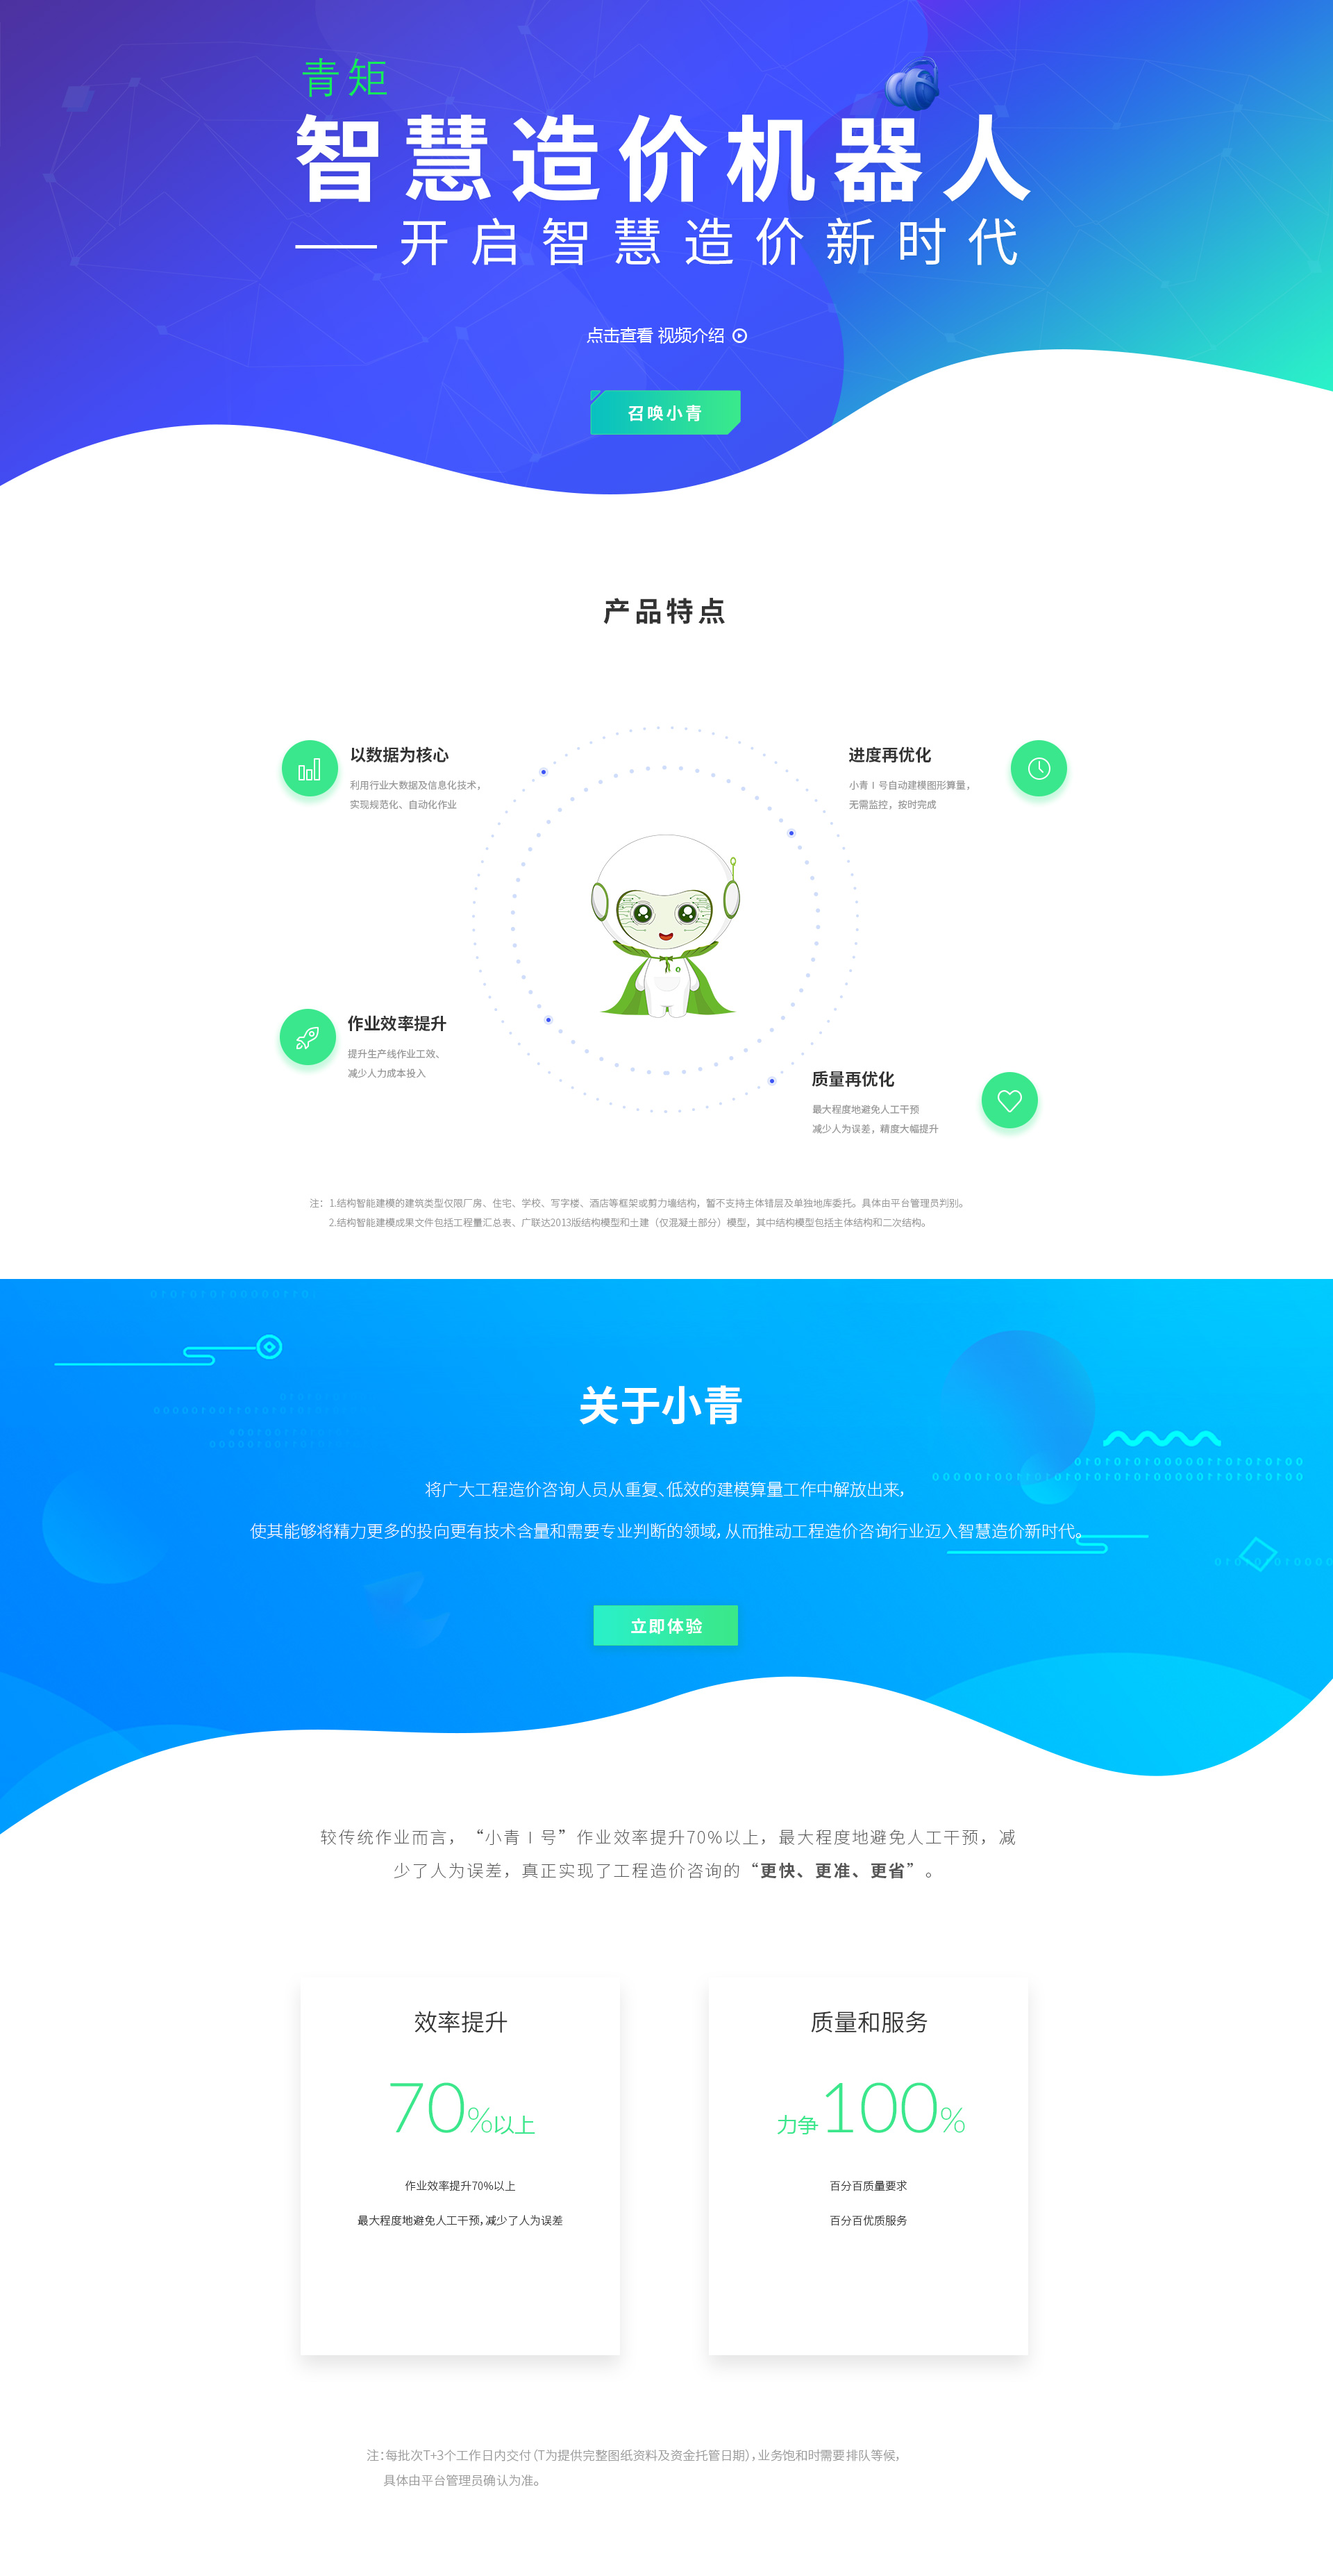 青矩
智慧造价机器人
——开启智慧造价新时代
点击查看 视频介绍
召唤小青
产品特点
以数据为核心
利用行业大数据及信息化技术，
实现规范化、自动化作业
进度再优化
小青Ⅰ号自动建模图形算量，
无需监控，按时完成
作业效率提升
提升生产线作业工效、
减少人力成本投入
质量再优化
最大程度地避免人工干预
减少人为误差，精度大幅提升
注：1.结构智能建模的建筑类型仅限厂房、住宅、学校、写字楼、酒店等框架或剪力墙结构，暂不支持主体错层及单独地库委托。具体由平台管理员判别。
2.结构智能建模成果文件包括工程量汇总表、广联达2013版结构模型和土建（仅混凝土部分）模型，其中结构模型包括主体结构和二次结构。
关于小青
将广大工程造价咨询人员从重复、低效的建模算量工作中解放出来，
使其能够将精力更多的投向更有技术含量和需要专业判断的领域，从而推动工程造价咨询行业迈入智慧造价新时代。
立即体验
较传统作业而言，“小青Ⅰ号”作业效率提升70%以上，最大程度地避免人工干预，减
少了人为误差，真正实现了工程造价咨询的“更快、更准、更省”。
效率提升
70%以上
作业效率提升70%以上
最大程度地避免人工干预，减少了人为误差
质量和服务
力争100%
百分百质量要求
百分百优质服务
注：每批次T+3个工作日内交付（T为提供完整图纸资料及资金托管日期），业务饱和时需要排队等候，
具体由平台管理员确认为准。